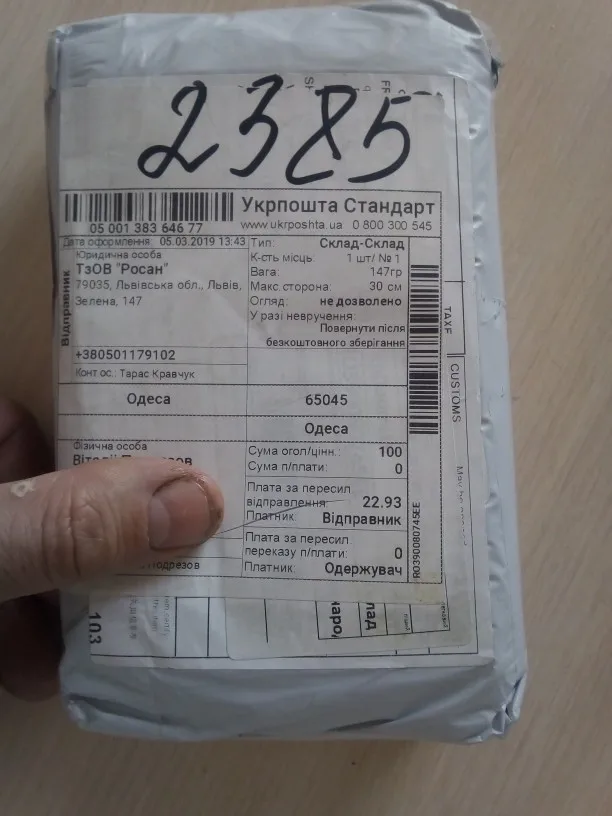 2385
Укрпошта Стандарт
05 001 383 646 77
www.ukrposhta.ua 0 800 300 545
Дата оформлення: 05.03.2019 13:43
Відправник
Юридична особа
ТзОВ "Росан"
79035, Львівська обл., Львів,
Зелена, 147
+380501179102
Конт ос.: Тарас Кравчук
Тип: Склад-Склад
К-сть місць: 1 шт/ № 1
Вага: 147гр
Макс.сторона: 30 см
Огляд: не дозволено
У разі невручення:
Повернути після
безкоштовного зберігання
Одеса 65045
Одеса
Фізична особа
Сума огол/цінн.: 100
Сума п/плати: 0
Плата за пересил
відправлення: 22.93
Платник: Відправник
Плата за пересил
переказу п/плати: 0
Платник: Одержувач
RO390080745EE
TAXF
CUSTOMS
103